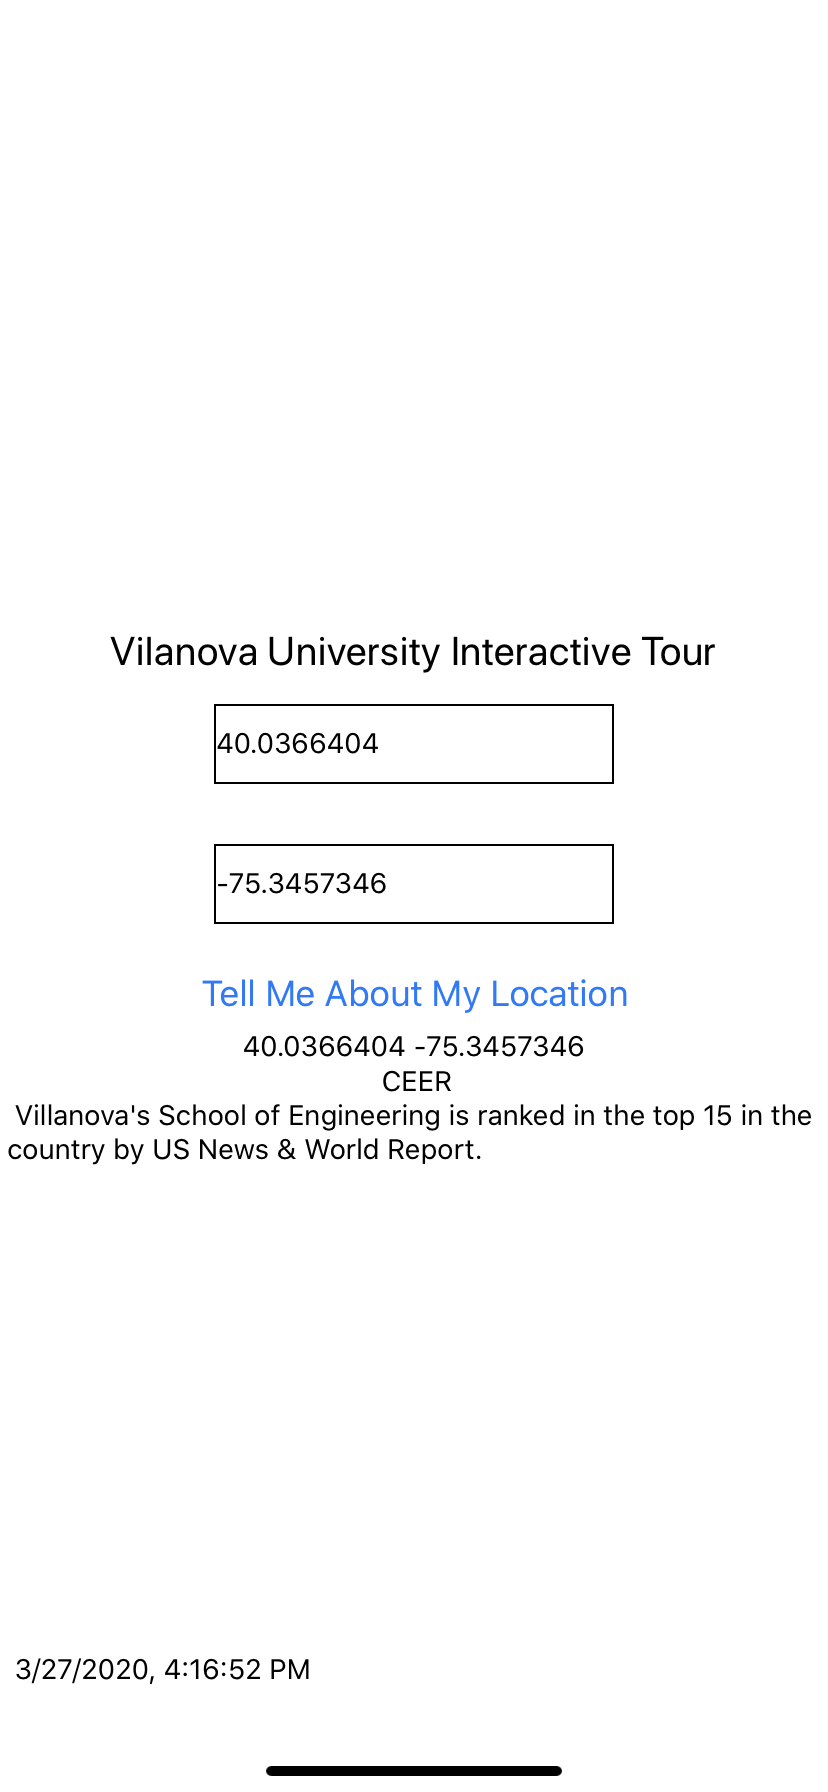 Vilanova University Interactive Tour
40.0366404
-75.3457346
Tell Me About My Location
40.0366404 -75.3457346
CEER
Villanova's School of Engineering is ranked in the top 15 in the
country by US News & World Report.
3/27/2020, 4:16:52 PM